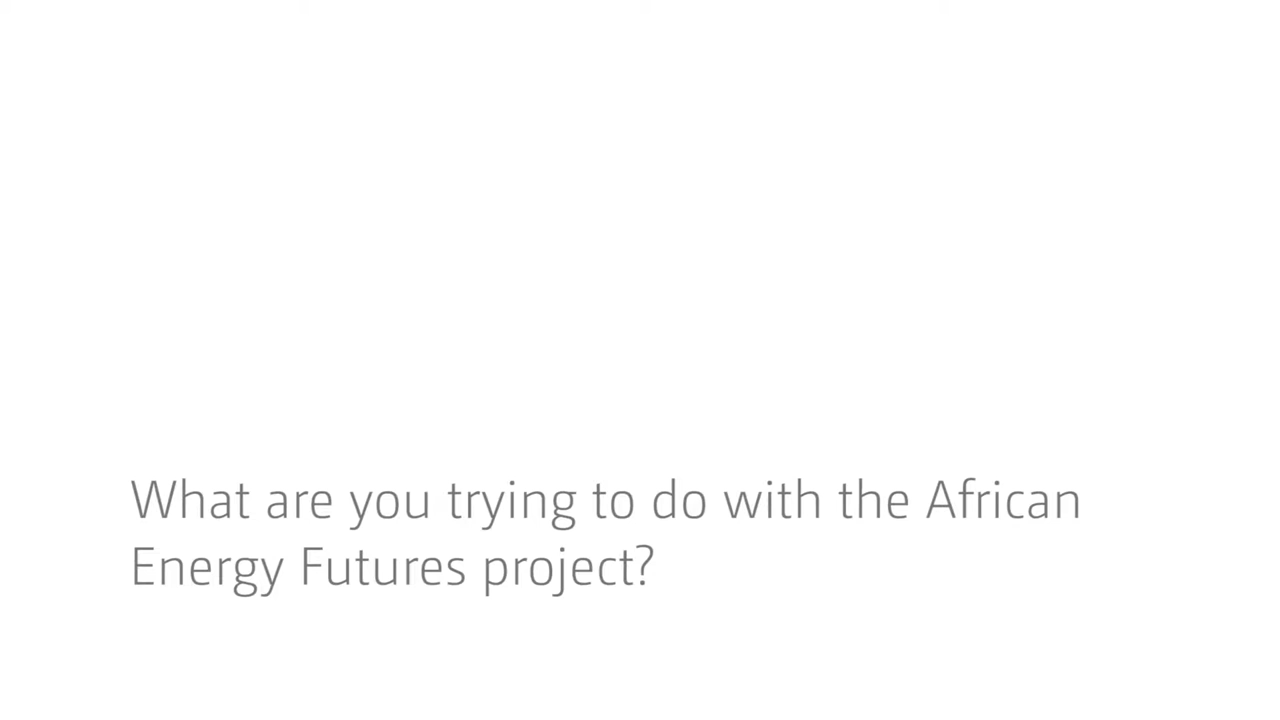 What are you trying to do with the African
Energy Futures project?